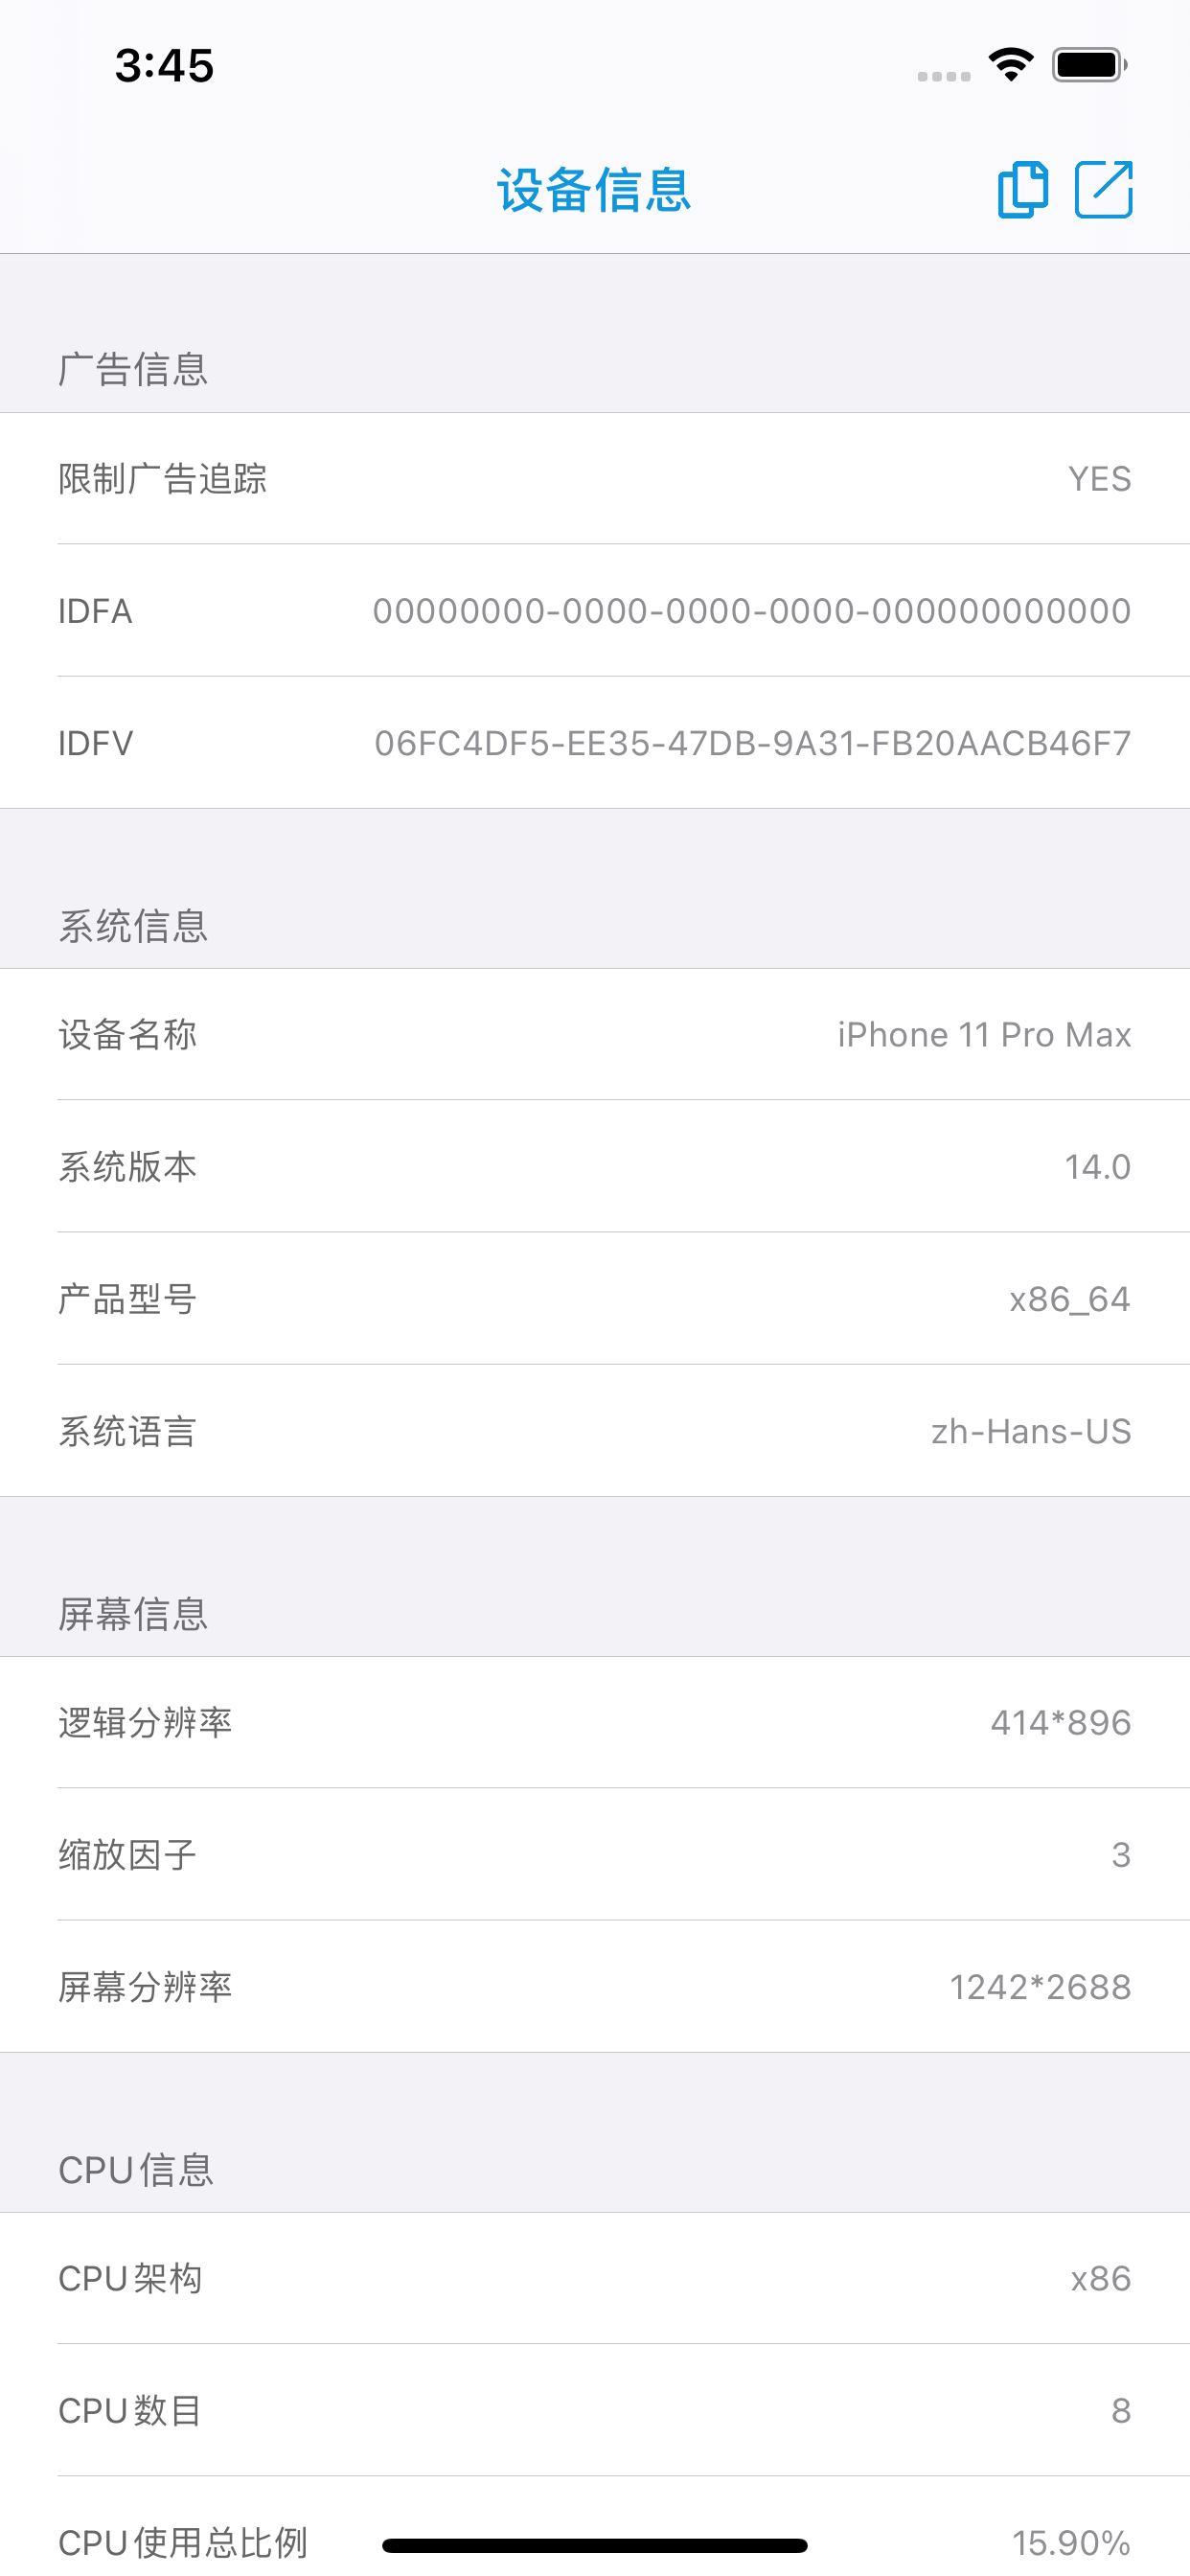 3:45
设备信息
广告信息
限制广告追踪 YES
IDFA 00000000-0000-0000-0000-000000000000
IDFV 06FC4DF5-EE35-47DB-9A31-FB20AACB46F7
系统信息
设备名称 iPhone 11 Pro Max
系统版本 14.0
产品型号 x86_64
系统语言 zh-Hans-US
屏幕信息
逻辑分辨率 414*896
缩放因子 3
屏幕分辨率 1242*2688
CPU信息
CPU架构 x86
CPU数目 8
CPU使用总比例 15.90%